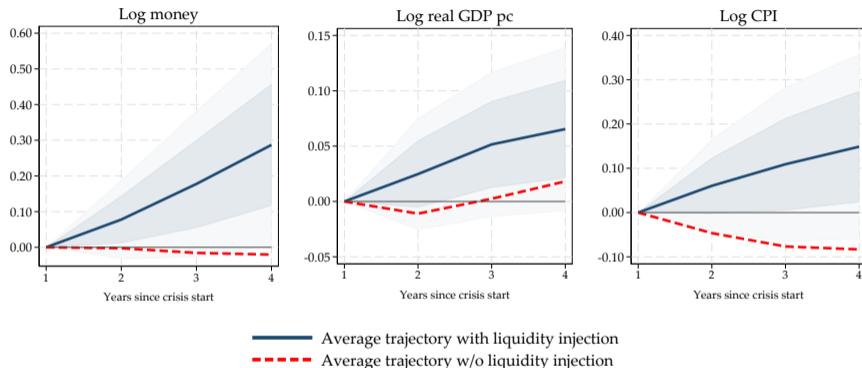 Log money
0.60
0.50
0.40
0.30
0.20
0.10
0.00
1 2 3 4
Years since crisis start
Log real GDP pc
0.15
0.10
0.05
0.00
-0.05
1 2 3 4
Years since crisis start
Log CPI
0.40
0.30
0.20
0.10
0.00
-0.10
1 2 3 4
Years since crisis start
Average trajectory with liquidity injection
Average trajectory w/o liquidity injection